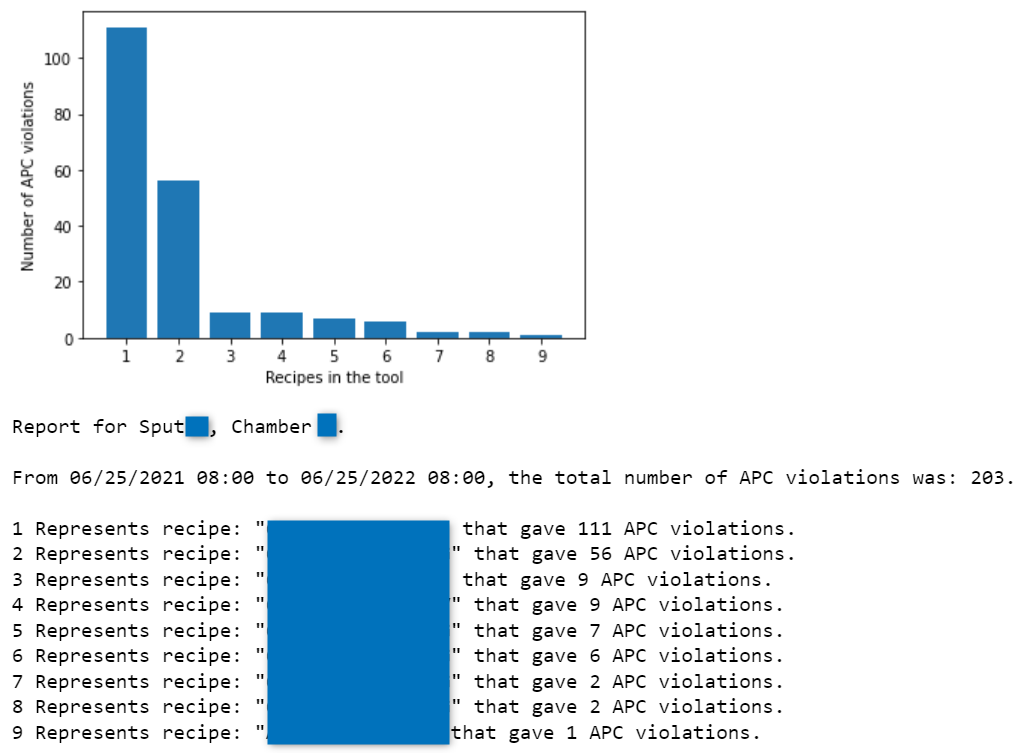 Number of APC violations
100
80
60
40
20
0
1 2 3 4 5 6 7 8 9
Recipes in the tool
Report for Sput , Chamber .
From 06/25/2021 08:00 to 06/25/2022 08:00, the total number of APC violations was: 203.
1 Represents recipe: " that gave 111 APC violations.
2 Represents recipe: " " that gave 56 APC violations.
3 Represents recipe: " that gave 9 APC violations.
4 Represents recipe: " " that gave 9 APC violations.
5 Represents recipe: " " that gave 7 APC violations.
6 Represents recipe: " " that gave 6 APC violations.
7 Represents recipe: " " that gave 2 APC violations.
8 Represents recipe: " " that gave 2 APC violations.
9 Represents recipe: " that gave 1 APC violations.